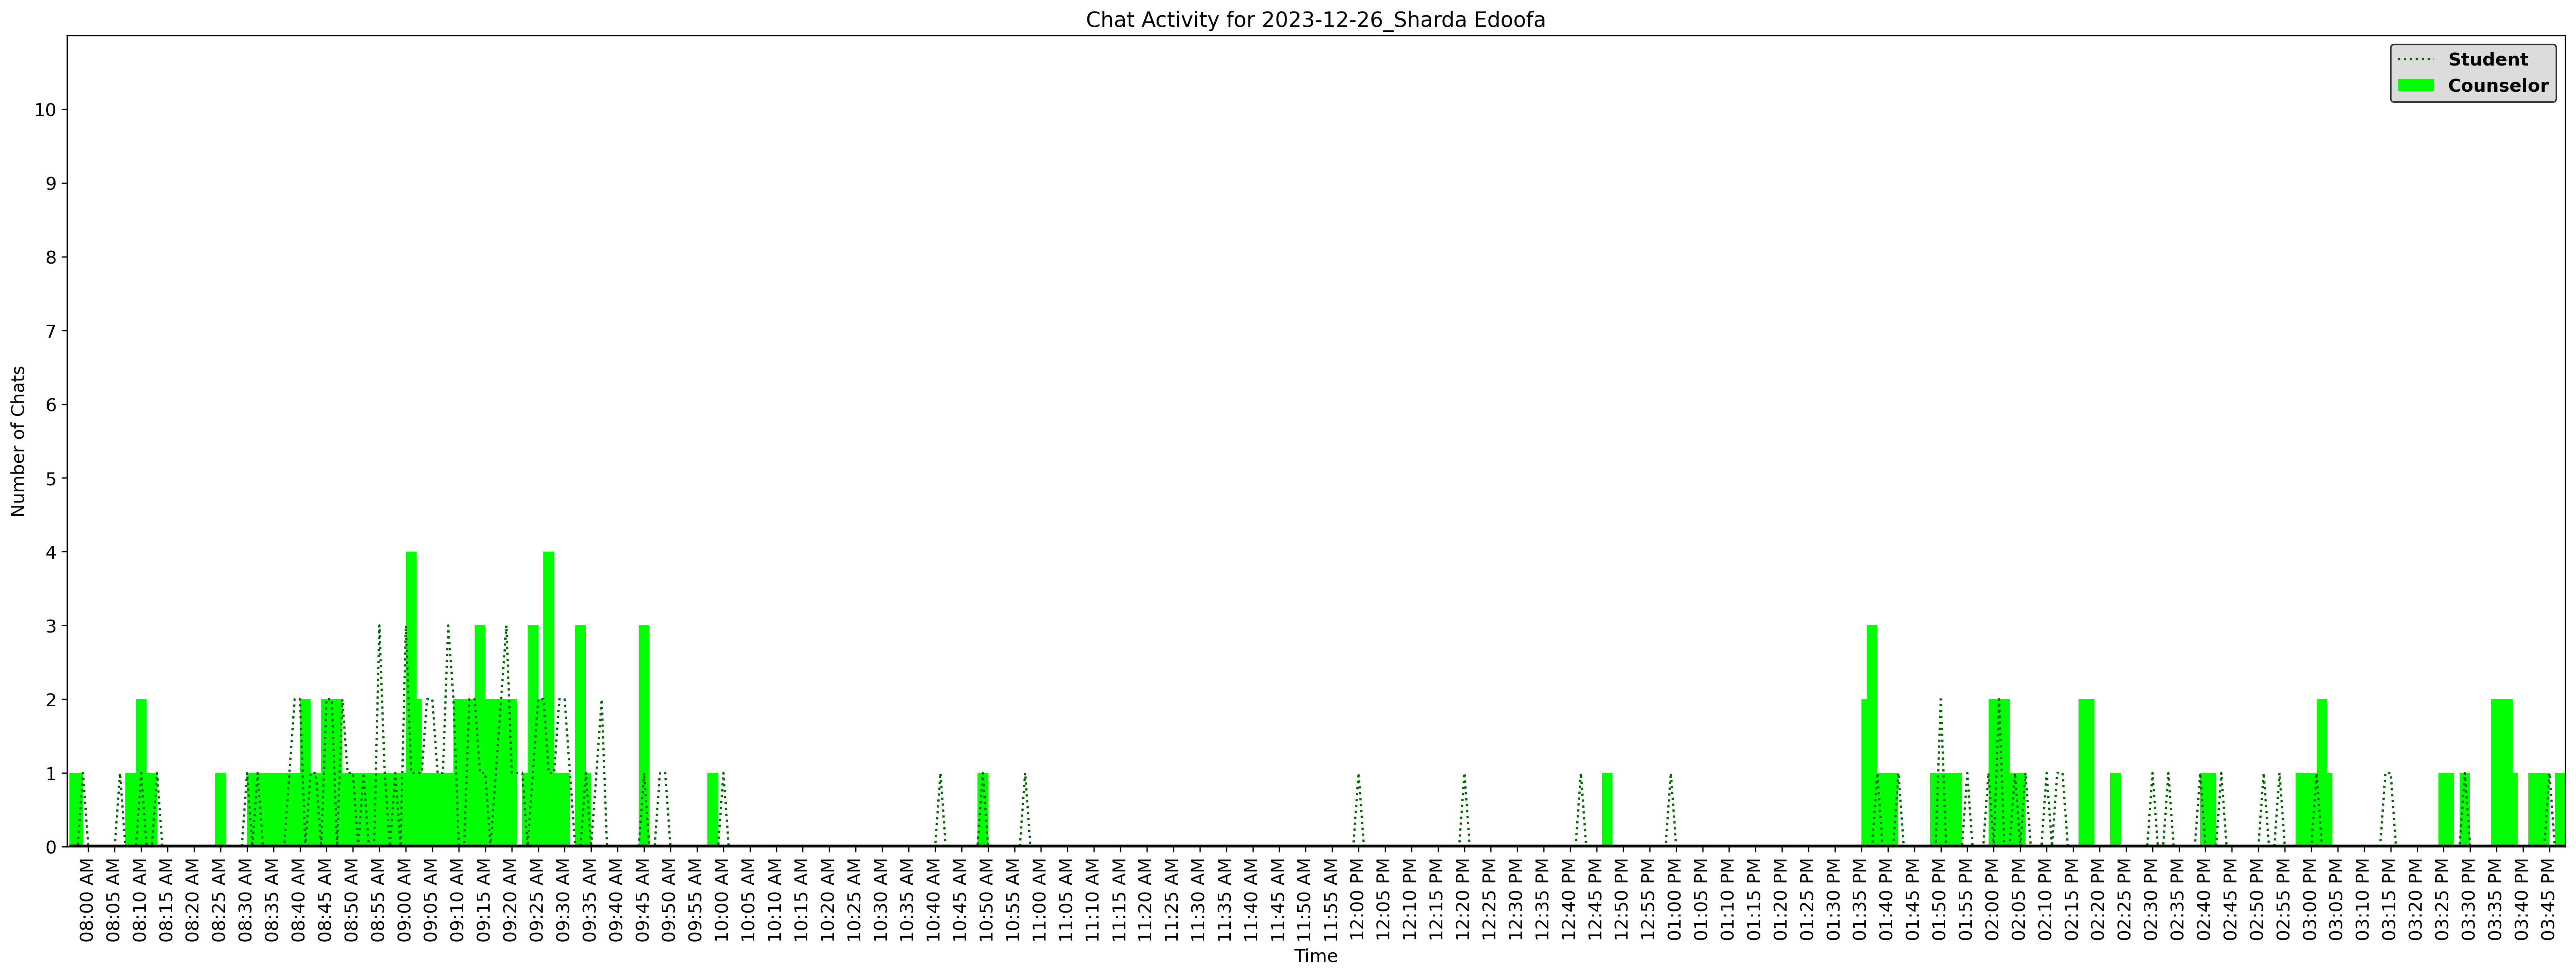 Chat Activity for 2023-12-26_Sharda Edoofa
Student
Counselor
Number of Chats
10
9
8
7
6
5
4
3
2
1
0
08:00 AM
08:05 AM
08:10 AM
08:15 AM
08:20 AM
08:25 AM
08:30 AM
08:35 AM
08:40 AM
08:45 AM
08:50 AM
08:55 AM
09:00 AM
09:05 AM
09:10 AM
09:15 AM
09:20 AM
09:25 AM
09:30 AM
09:35 AM
09:40 AM
09:45 AM
09:50 AM
09:55 AM
10:00 AM
10:05 AM
10:10 AM
10:15 AM
10:20 AM
10:25 AM
10:30 AM
10:35 AM
10:40 AM
10:45 AM
10:50 AM
10:55 AM
11:00 AM
11:05 AM
11:10 AM
11:15 AM
11:20 AM
11:25 AM
11:30 AM
11:35 AM
11:40 AM
11:45 AM
11:50 AM
11:55 AM
12:00 PM
12:05 PM
12:10 PM
12:15 PM
12:20 PM
12:25 PM
12:30 PM
12:35 PM
12:40 PM
12:45 PM
12:50 PM
12:55 PM
01:00 PM
01:05 PM
01:10 PM
01:15 PM
01:20 PM
01:25 PM
01:30 PM
01:35 PM
01:40 PM
01:45 PM
01:50 PM
01:55 PM
02:00 PM
02:05 PM
02:10 PM
02:15 PM
02:20 PM
02:25 PM
02:30 PM
02:35 PM
02:40 PM
02:45 PM
02:50 PM
02:55 PM
03:00 PM
03:05 PM
03:10 PM
03:15 PM
03:20 PM
03:25 PM
03:30 PM
03:35 PM
03:40 PM
03:45 PM
Time